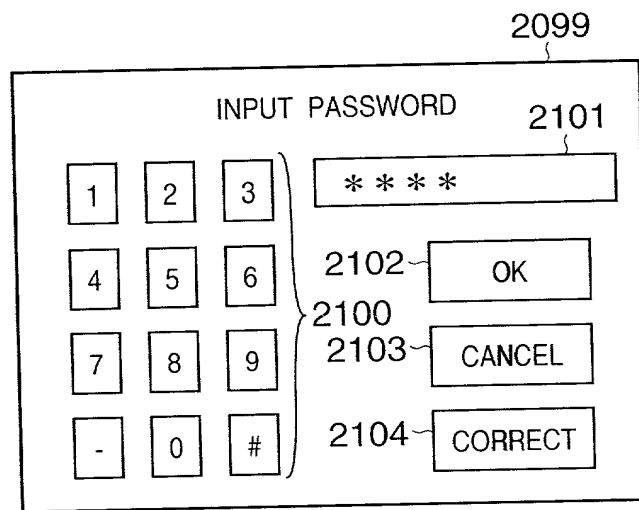 2099
INPUT PASSWORD
2101
1 2 3
* * * *
4 5 6
2102
OK
2100
7 8 9
2103
CANCEL
- 0 #
2104
CORRECT